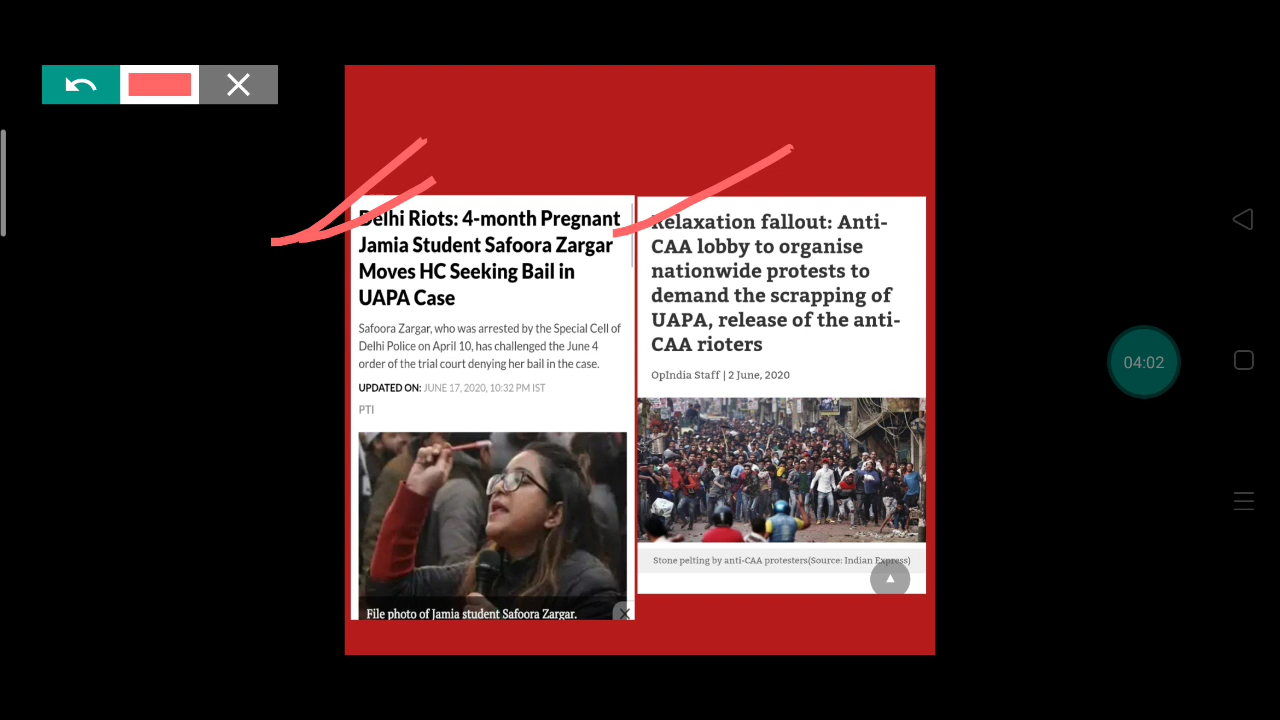 Delhi Riots: 4-month Pregnant
Jamia Student Safoora Zargar
Moves HC Seeking Bail in
UAPA Case
Safoora Zargar, who was arrested by the Special Cell of
Delhi Police on April 10, has challenged the June 4
order of the trial court denying her bail in the case.
UPDATED ON: JUNE 17, 2020, 10:32 PM IST
PTI
File photo of Jamia student Safoora Zargar.
Relaxation fallout: Anti-
CAA lobby to organise
nationwide protests to
demand the scrapping of
UAPA, release of the anti-
CAA rioters
OpIndia Staff | 2 June, 2020
Stone pelting by anti-CAA protesters(Source: Indian Express)
04:02